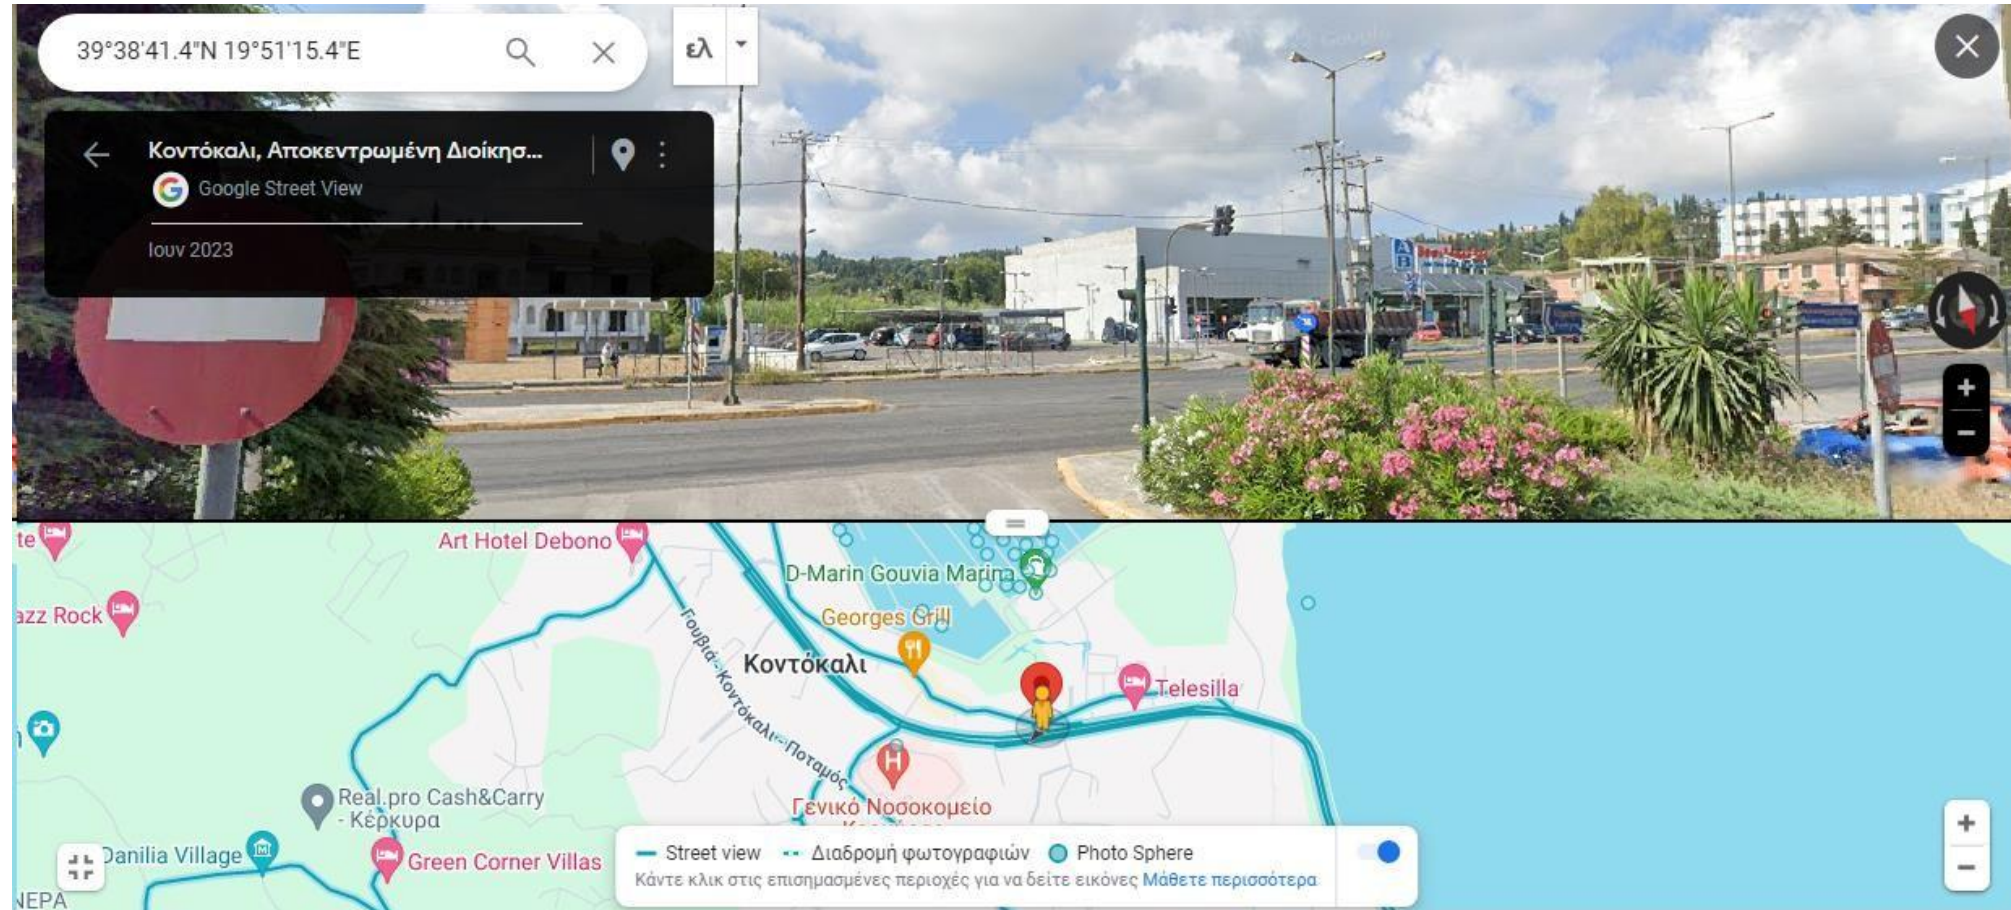 39°38'41.4"N 19°51'15.4"E
ελ
Κοντόκαλι, Αποκεντρωμένη Διοίκησ...
Google Street View
Ιουν 2023
AB
Art Hotel Debono
D-Marin Gouvia Marina
azz Rock
Georges Grill
Γουβιά - Κοντόκαλι - Ποταμός
Κοντόκαλι
Telesilla
H
Γενικό Νοσοκομείο
Real.pro Cash&Carry
- Κέρκυρα
Danilia Village
Green Corner Villas
ΝΕΡΑ
Street view
Διαδρομή φωτογραφιών
Photo Sphere
Κάντε κλικ στις επισημασμένες περιοχές για να δείτε εικόνες Μάθετε περισσότερα